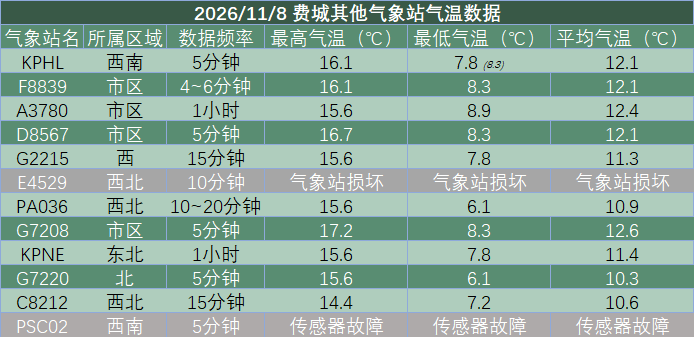 2026/11/8 费城其他气象站气温数据
气象站名 所属区域 数据频率 最高气温（℃） 最低气温（℃） 平均气温（℃）
KPHL 西南 5分钟 16.1 7.8 (8.3) 12.1
F8839 市区 4~6分钟 16.1 8.3 12.1
A3780 市区 1小时 15.6 8.9 12.4
D8567 市区 5分钟 16.7 8.3 12.1
G2215 西 15分钟 15.6 7.8 11.3
E4529 西北 10分钟 气象站损坏 气象站损坏 气象站损坏
PA036 西北 10~20分钟 15.6 6.1 10.9
G7208 市区 5分钟 17.2 8.3 12.6
KPNE 东北 1小时 15.6 7.8 11.4
G7220 北 5分钟 15.6 6.1 10.3
C8212 西北 15分钟 14.4 7.2 10.6
PSC02 西南 5分钟 传感器故障 传感器故障 传感器故障